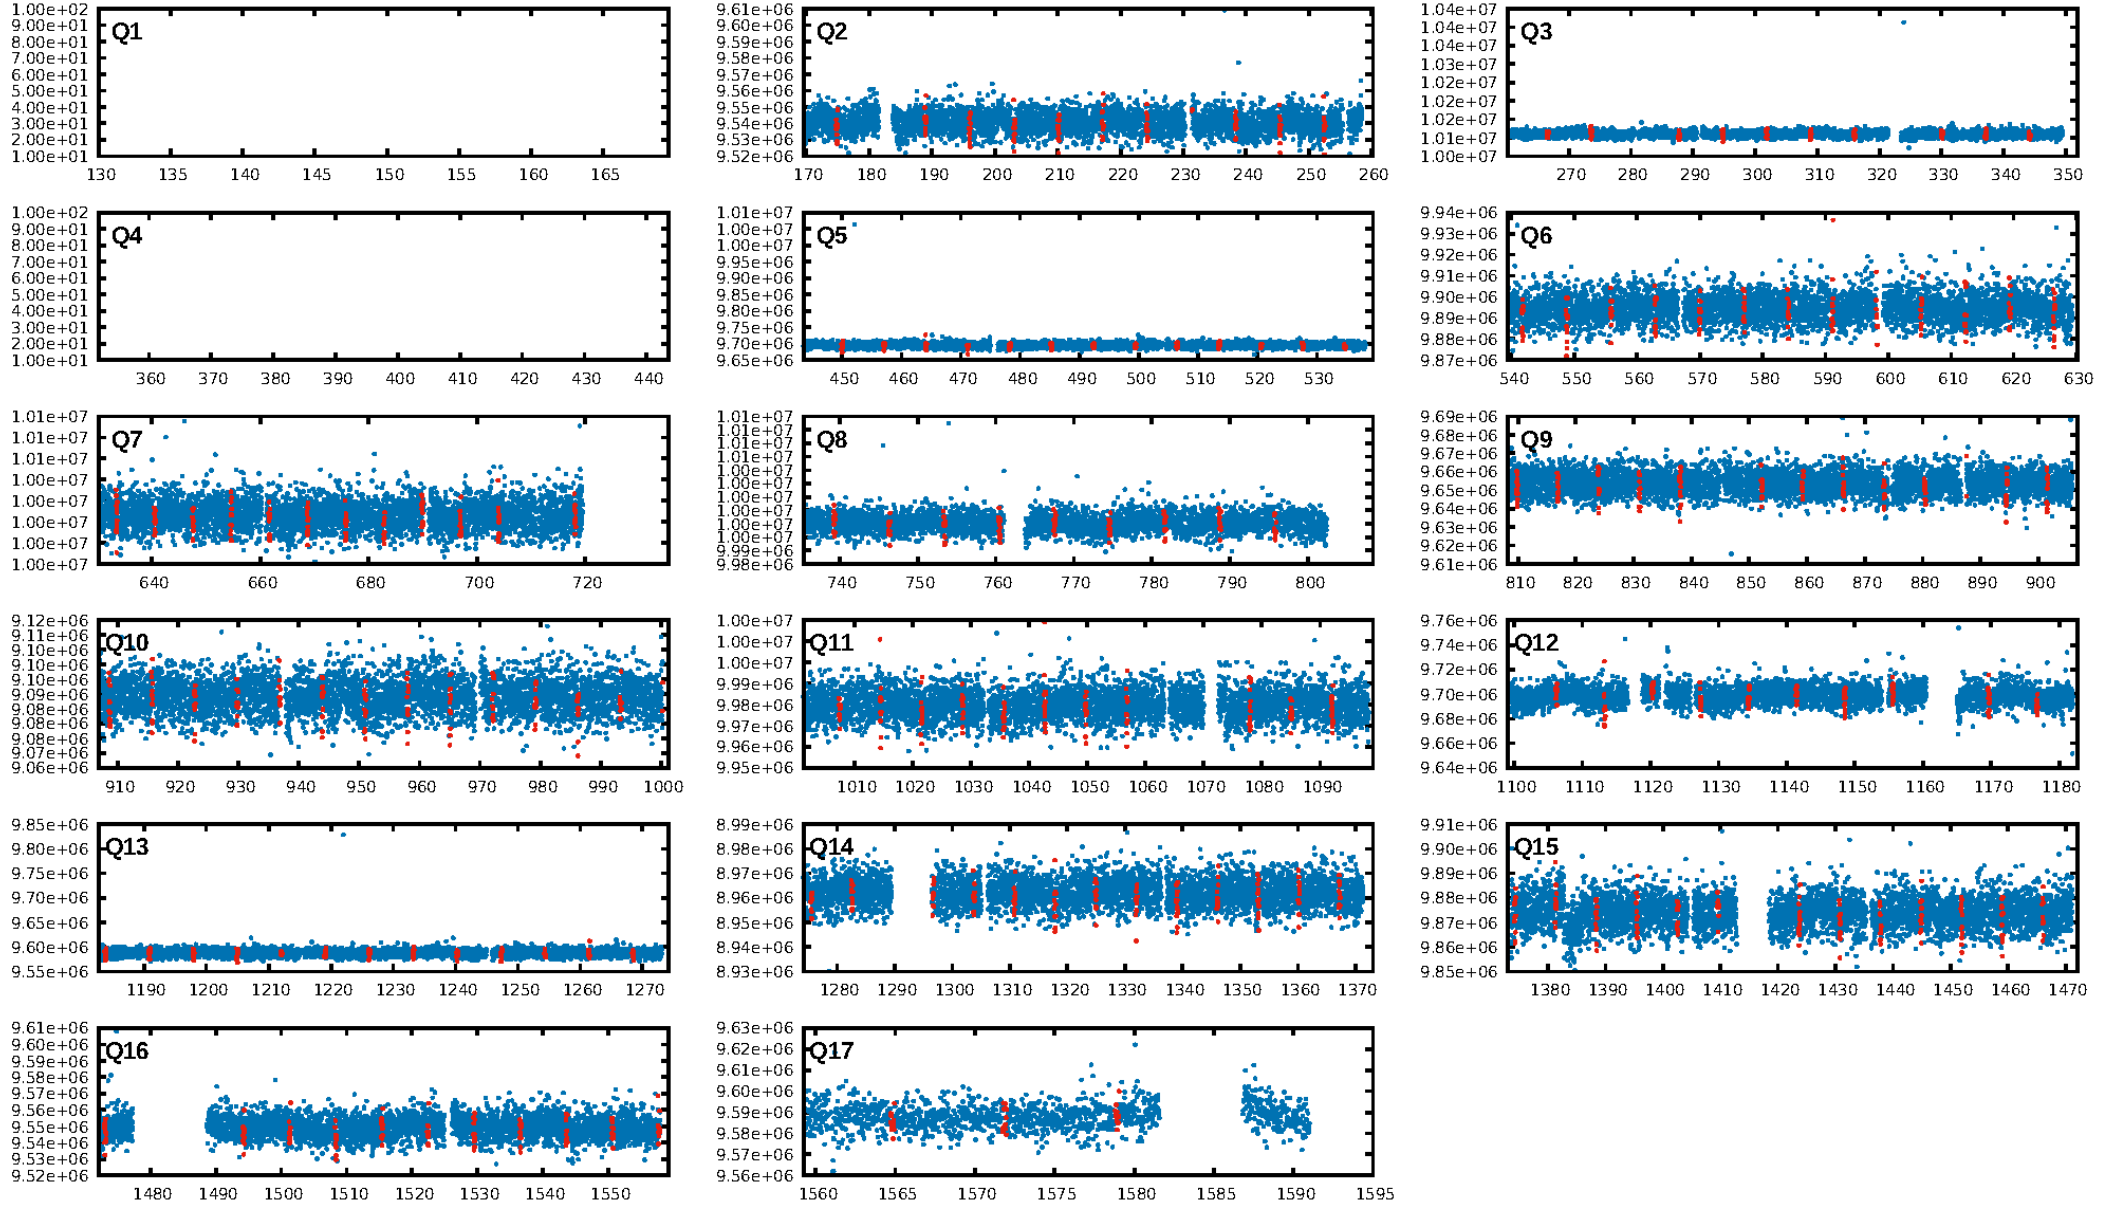 1.00e+02
9.00e+01
8.00e+01
7.00e+01
6.00e+01
5.00e+01
4.00e+01
3.00e+01
2.00e+01
1.00e+01
Q1
130 135 140 145 150 155 160 165
9.61e+06
9.60e+06
9.59e+06
9.58e+06
9.57e+06
9.56e+06
9.55e+06
9.54e+06
9.53e+06
9.52e+06
Q2
170 180 190 200 210 220 230 240 250 260
1.04e+07
1.04e+07
1.03e+07
1.02e+07
1.02e+07
1.02e+07
1.01e+07
1.01e+07
1.00e+07
Q3
270 280 290 300 310 320 330 340 350
1.00e+02
9.00e+01
8.00e+01
7.00e+01
6.00e+01
5.00e+01
4.00e+01
3.00e+01
2.00e+01
1.00e+01
Q4
360 370 380 390 400 410 420 430 440
1.01e+07
1.00e+07
1.00e+07
9.95e+06
9.90e+06
9.85e+06
9.80e+06
9.75e+06
9.70e+06
9.65e+06
Q5
450 460 470 480 490 500 510 520 530
9.94e+06
9.93e+06
9.92e+06
9.91e+06
9.90e+06
9.89e+06
9.88e+06
9.87e+06
Q6
540 550 560 570 580 590 600 610 620 630
1.01e+07
1.01e+07
1.01e+07
1.00e+07
1.00e+07
1.00e+07
1.00e+07
1.00e+07
Q7
640 660 680 700 720
1.01e+07
1.01e+07
1.01e+07
1.01e+07
1.00e+07
1.00e+07
1.00e+07
1.00e+07
1.00e+07
1.00e+07
9.99e+06
9.98e+06
Q8
740 750 760 770 780 790 800
9.69e+06
9.68e+06
9.67e+06
9.66e+06
9.65e+06
9.64e+06
9.63e+06
9.62e+06
9.61e+06
Q9
810 820 830 840 850 860 870 880 890 900
9.12e+06
9.11e+06
9.10e+06
9.10e+06
9.10e+06
9.09e+06
9.08e+06
9.08e+06
9.07e+06
9.07e+06
9.06e+06
Q10
910 920 930 940 950 960 970 980 990 1000
1.00e+07
1.00e+07
1.00e+07
9.99e+06
9.98e+06
9.97e+06
9.96e+06
9.95e+06
Q11
1010 1020 1030 1040 1050 1060 1070 1080 1090
9.76e+06
9.74e+06
9.72e+06
9.70e+06
9.68e+06
9.66e+06
9.64e+06
Q12
1100 1110 1120 1130 1140 1150 1160 1170 1180
9.85e+06
9.80e+06
9.75e+06
9.70e+06
9.65e+06
9.60e+06
9.55e+06
Q13
1190 1200 1210 1220 1230 1240 1250 1260 1270
8.99e+06
8.98e+06
8.97e+06
8.96e+06
8.95e+06
8.94e+06
8.93e+06
Q14
1280 1290 1300 1310 1320 1330 1340 1350 1360 1370
9.91e+06
9.90e+06
9.89e+06
9.88e+06
9.87e+06
9.86e+06
9.85e+06
Q15
1380 1390 1400 1410 1420 1430 1440 1450 1460 1470
9.61e+06
9.60e+06
9.59e+06
9.58e+06
9.57e+06
9.56e+06
9.55e+06
9.54e+06
9.53e+06
9.52e+06
Q16
1480 1490 1500 1510 1520 1530 1540 1550
9.63e+06
9.62e+06
9.61e+06
9.60e+06
9.59e+06
9.58e+06
9.57e+06
9.56e+06
Q17
1560 1565 1570 1575 1580 1585 1590 1595